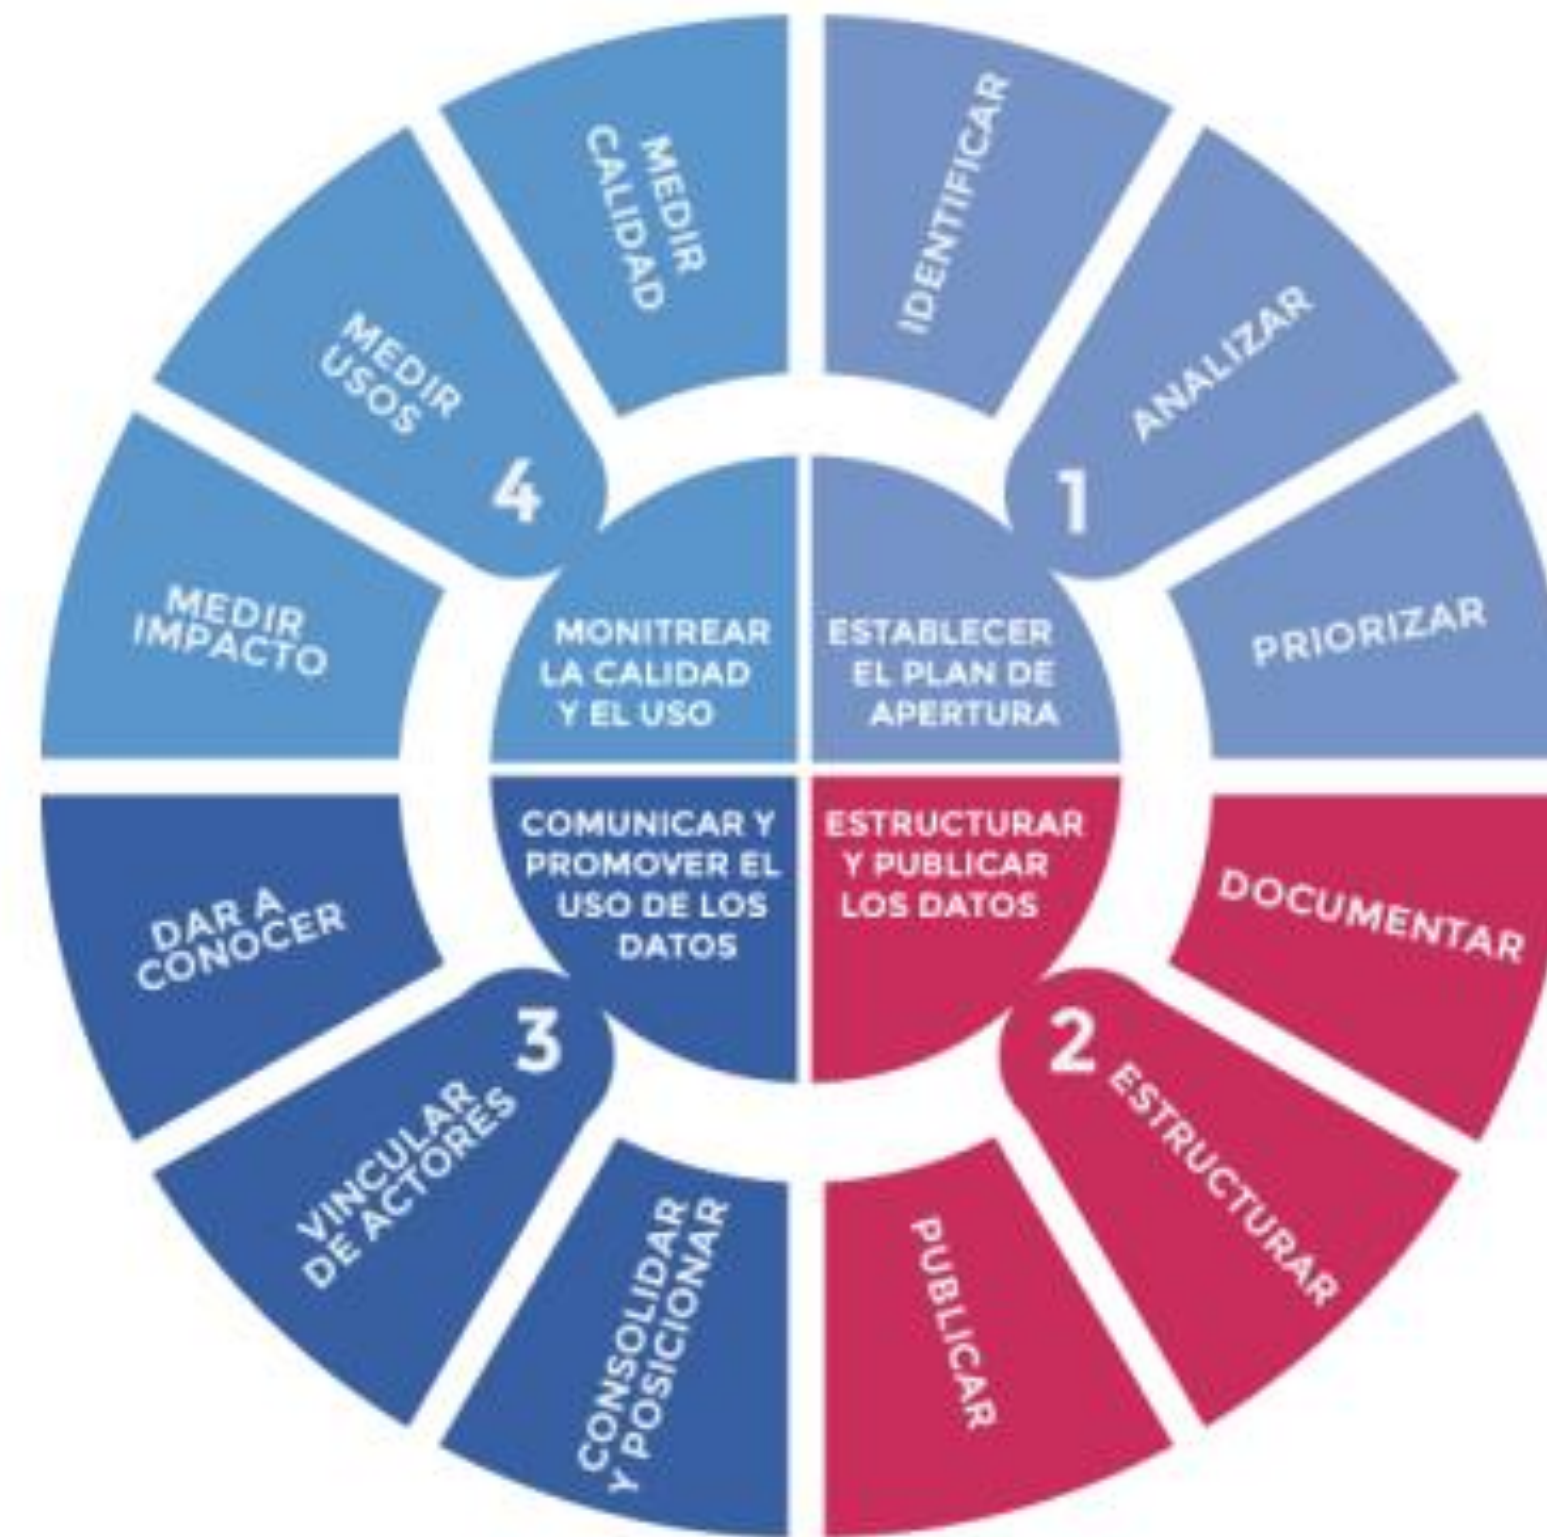 MEDIR
CALIDAD
IDENTIFICAR
MEDIR
USOS
ANALIZAR
4
1
MEDIR
IMPACTO
PRIORIZAR
MONITREAR
LA CALIDAD
Y EL USO
ESTABLECER
EL PLAN DE
APERTURA
COMUNICAR Y
PROMOVER EL
USO DE LOS
DATOS
ESTRUCTURAR
Y PUBLICAR
LOS DATOS
DAR A
CONOCER
DOCUMENTAR
3
2
VINCULAR
DE ACTORES
ESTRUCTURAR
CONSOLIDAR
Y POSICIONAR
PUBLICAR